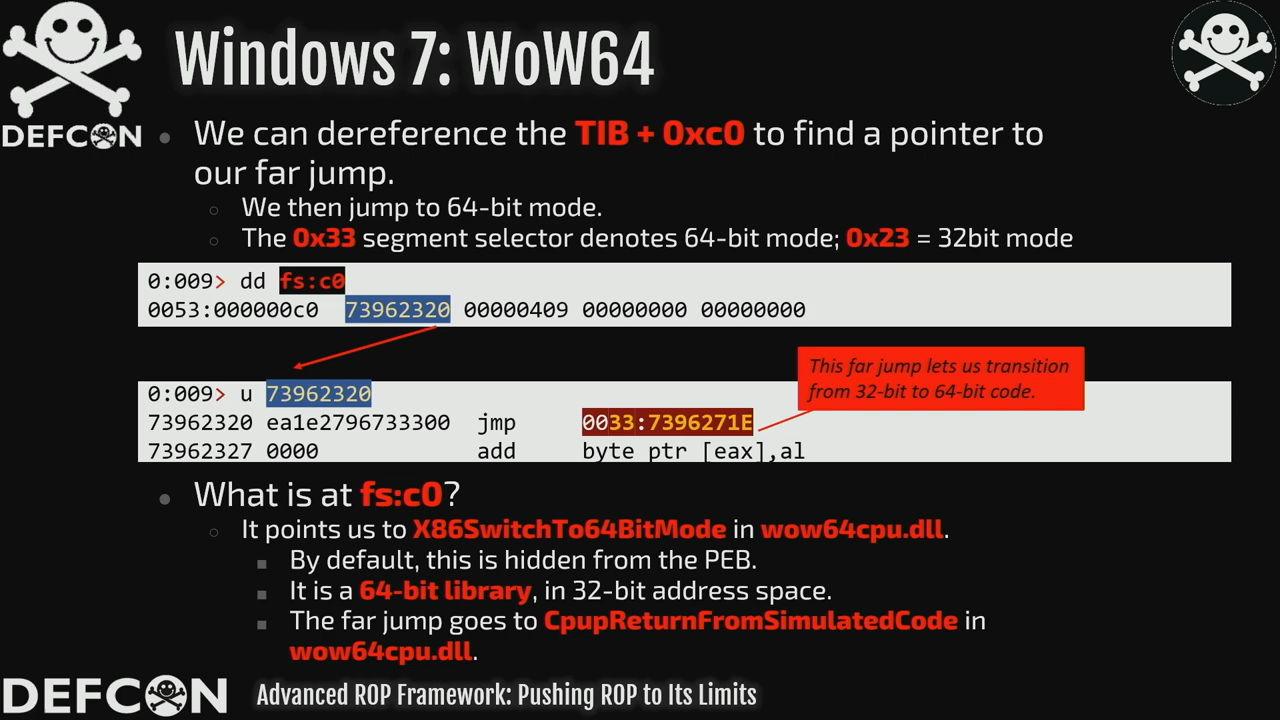 Windows 7: WoW64
DEFCON
We can dereference the TIB + 0xc0 to find a pointer to
our far jump.
We then jump to 64-bit mode.
The 0x33 segment selector denotes 64-bit mode; 0x23 = 32bit mode
0:009> dd fs:c0
0053:000000c0 73962320 00000409 00000000 00000000
This far jump lets us transition
from 32-bit to 64-bit code.
0:009> u 73962320
73962320 ea1e2796733300 jmp 0033:7396271E
73962327 0000 add byte ptr [eax],al
What is at fs:c0?
It points us to X86SwitchTo64BitMode in wow64cpu.dll.
By default, this is hidden from the PEB.
It is a 64-bit library, in 32-bit address space.
The far jump goes to CpupReturnFromSimulatedCode in
wow64cpu.dll.
DEFCON
Advanced ROP Framework: Pushing ROP to Its Limits